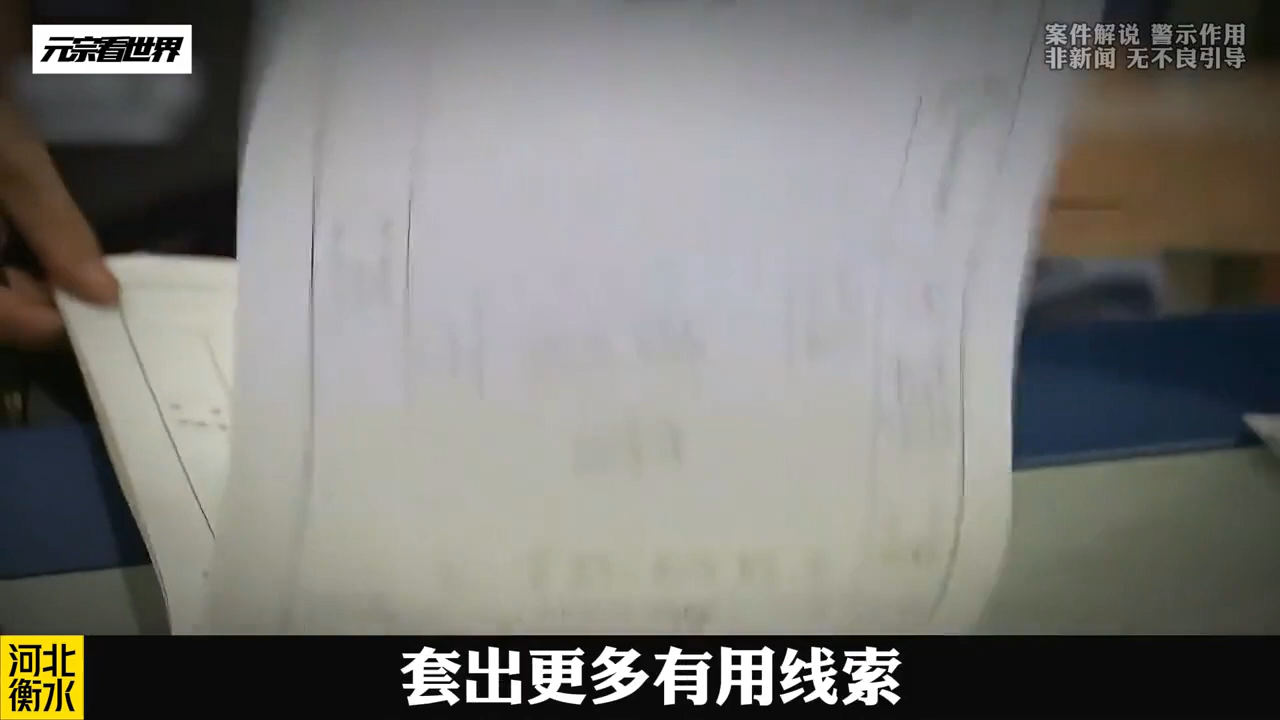 元宗看世界
案件解说 警示作用
非新闻 无不良引导
河北
衡水
套出更多有用线索